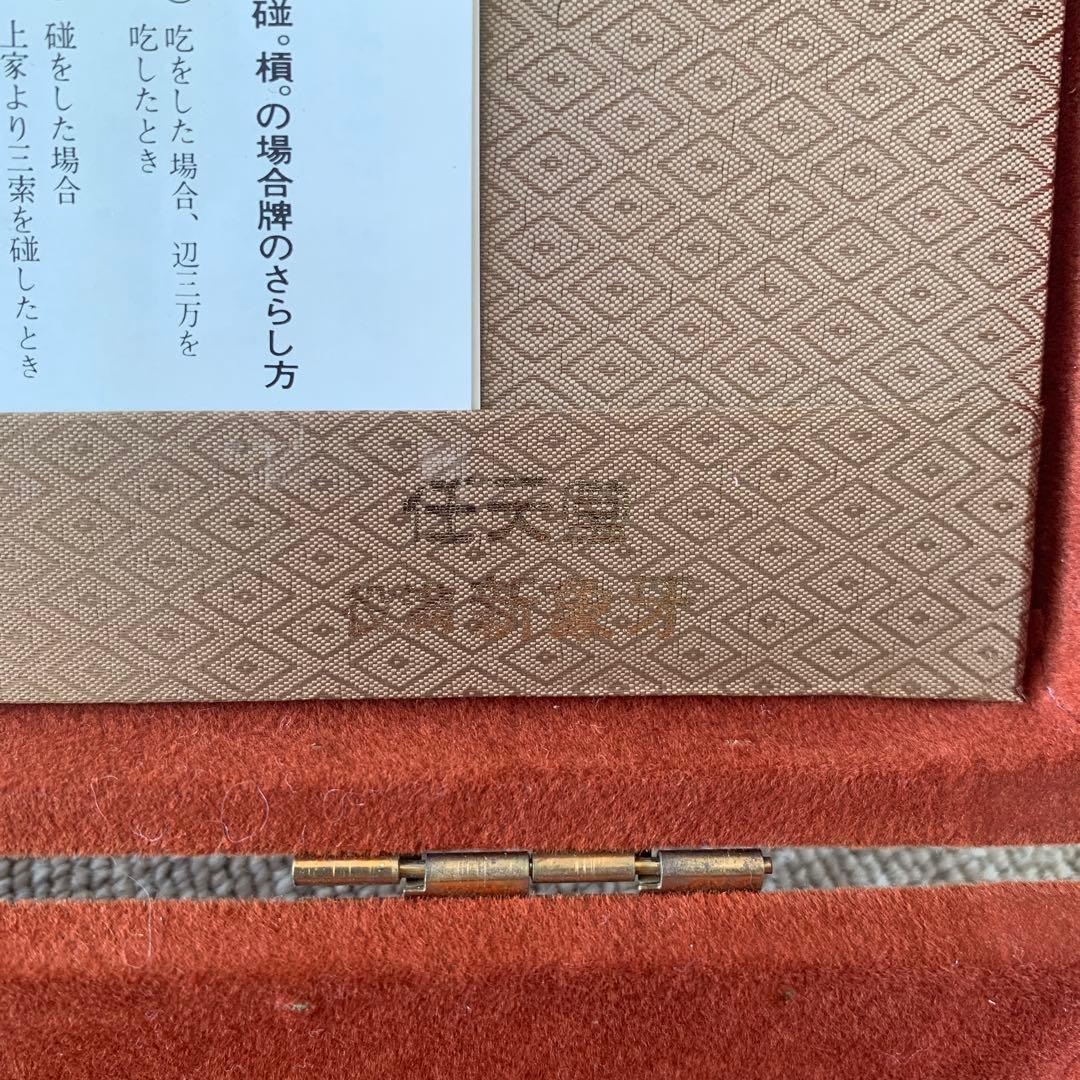 碰。槓。の場合牌のさらし方
吃をした場合、辺三万を
吃したとき
碰をした場合
上家より三索を碰したとき
任天堂
役満 新象牙